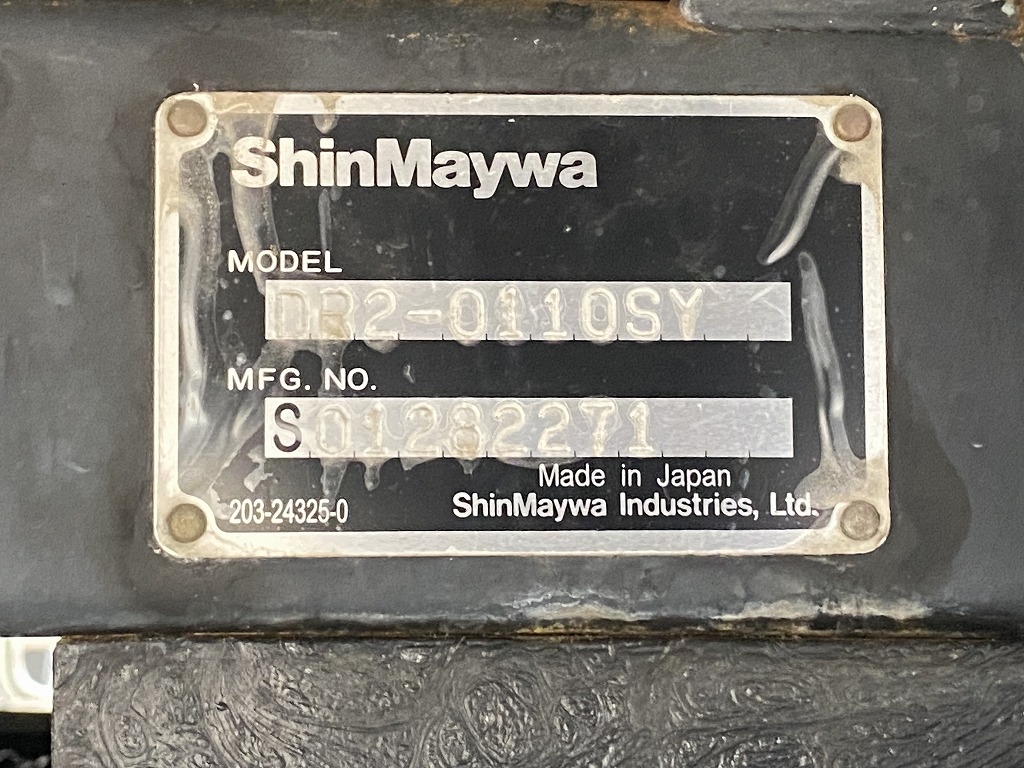 ShinMaywa
MODEL
DR2-0110SY
MFG. NO.
S01282271
Made in Japan
203-24325-0
ShinMaywa Industries, Ltd.